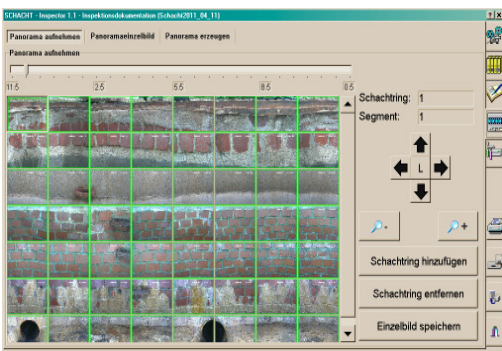 SCHACHT - Inspector 1.1 - Inspektionsdokumentation (Schacht2011_04_11)
Panorama aufnehmen Panoramaeinzelbild Panorama erzeugen
Panorama aufnehmen
11.5 2.5 5.5 8.5 8.5
Schachtring: 1
Segment: 1
L
- +
Schachtring hinzufügen
Schachtring entfernen
Einzelbild speichern